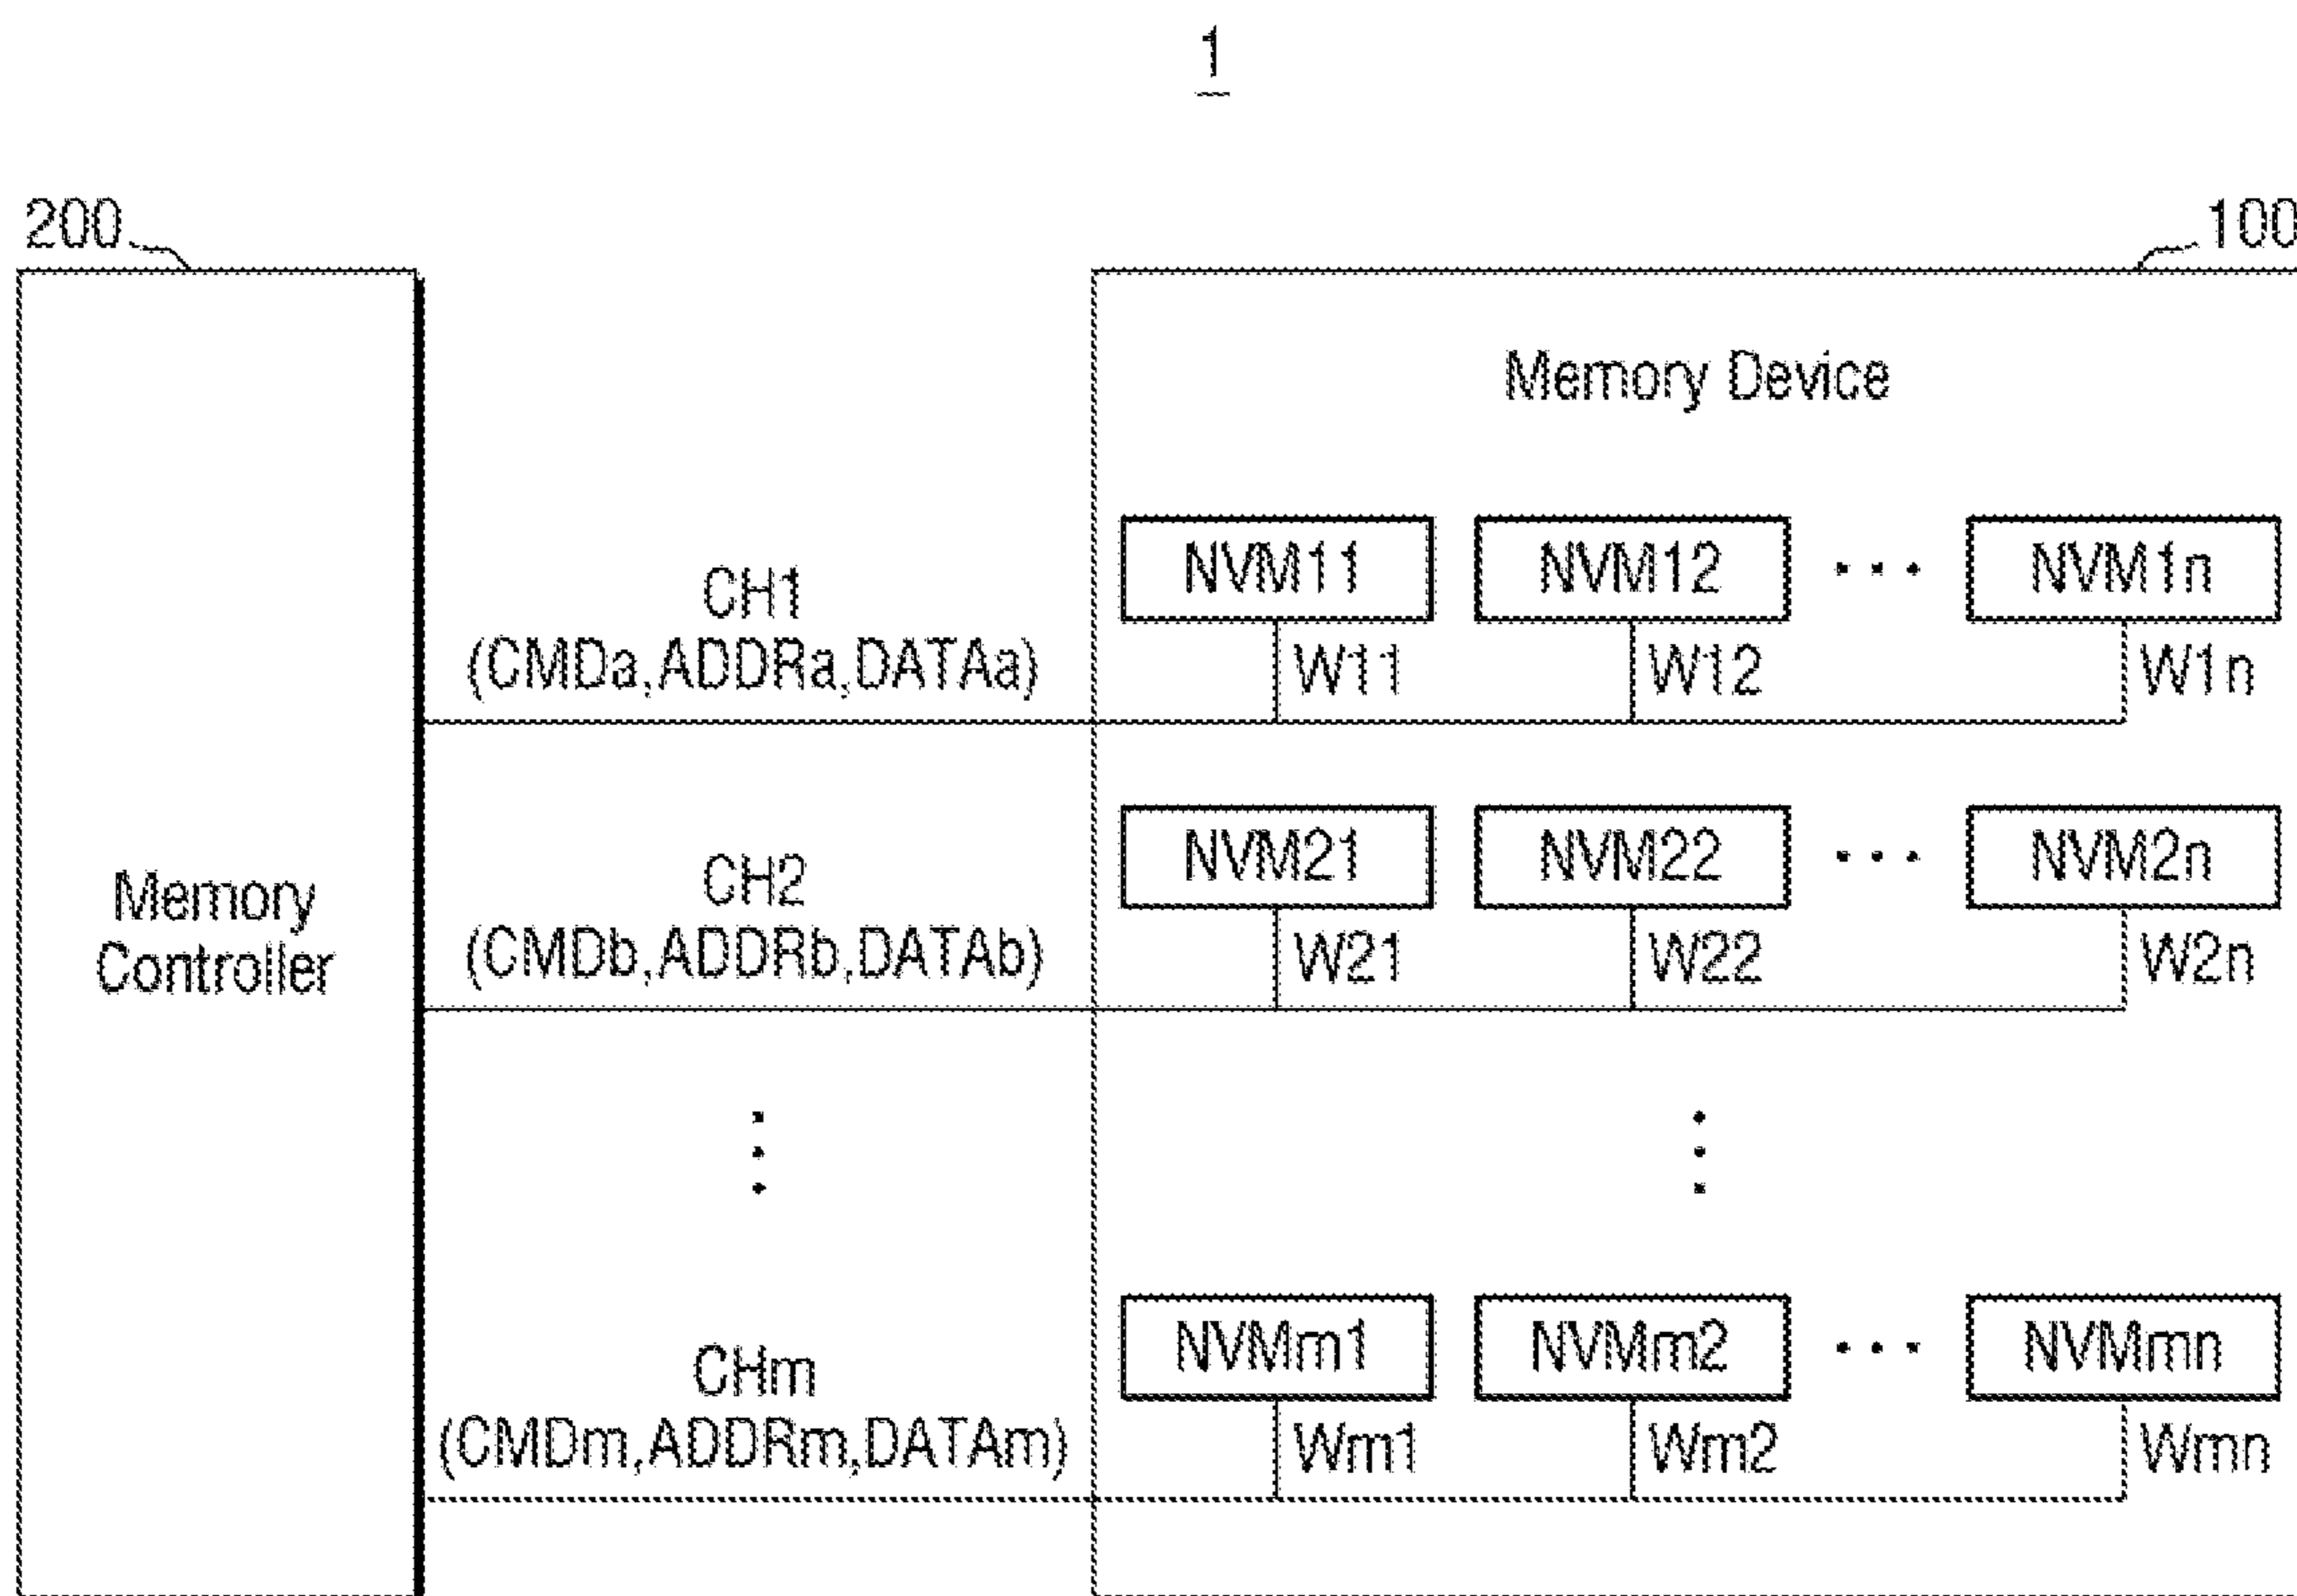 1
200
100
Memory Device
NVM11 NVM12 ··· NVM1n
CH1
(CMDa,ADDRa,DATAa)
W11 W12 W1n
NVM21 NVM22 ··· NVM2n
CH2
(CMDb,ADDRb,DATAb)
W21 W22 W2n
Memory
Controller
NVMm1 NVMm2 ··· NVMmn
CHm
(CMDm,ADDRm,DATAm)
Wm1 Wm2 Wmn